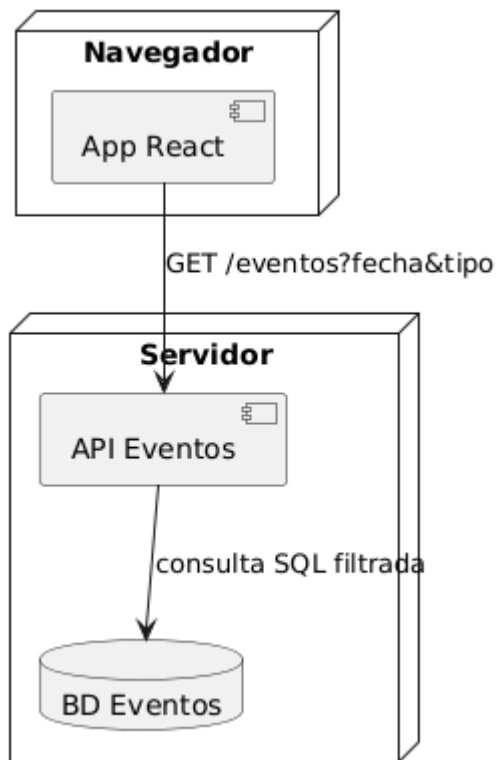 Navegador
App React
GET /eventos?fecha&tipo
Servidor
API Eventos
consulta SQL filtrada
BD Eventos